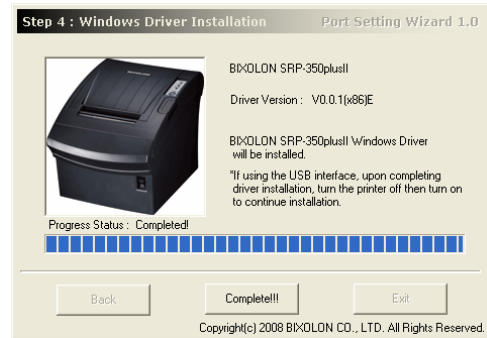 Step 4 : Windows Driver Installation Port Setting Wizard 1.0
BIXOLON SRP-350plusII
Driver Version : V0.0.1(x86)E
BIXOLON SRP-350plusII Windows Driver
will be installed.
*If using the USB interface, upon completing
driver installation, turn the printer off then turn on
to continue installation.
Progress Status : Completed!
Back Complete!!! Exit
Copyright(c) 2008 BIXOLON CO., LTD. All Rights Reserved.